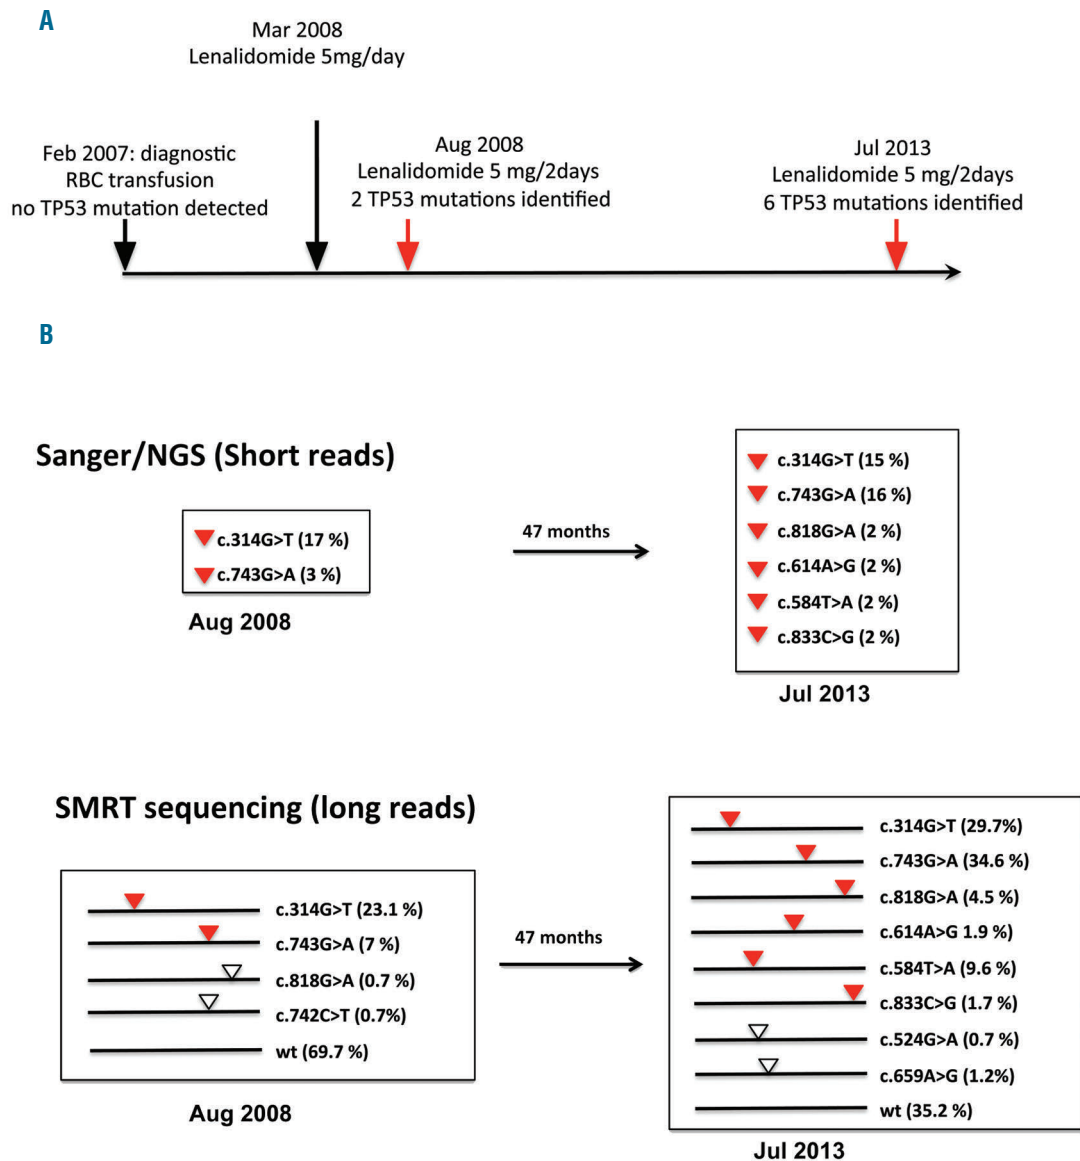 A
Mar 2008
Lenalidomide 5mg/day
Feb 2007: diagnostic
RBC transfusion
no TP53 mutation detected
Aug 2008
Lenalidomide 5 mg/2days
2 TP53 mutations identified
Jul 2013
Lenalidomide 5 mg/2days
6 TP53 mutations identified
B
Sanger/NGS (Short reads)
c.314G>T (17 %)
c.743G>A (3 %)
Aug 2008
47 months
c.314G>T (15 %)
c.743G>A (16 %)
c.818G>A (2 %)
c.614A>G (2 %)
c.584T>A (2 %)
c.833C>G (2 %)
Jul 2013
SMRT sequencing (long reads)
c.314G>T (23.1 %)
c.743G>A (7 %)
c.818G>A (0.7 %)
c.742C>T (0.7%)
wt (69.7 %)
Aug 2008
47 months
c.314G>T (29.7%)
c.743G>A (34.6 %)
c.818G>A (4.5 %)
c.614A>G 1.9 %)
c.584T>A (9.6 %)
c.833C>G (1.7 %)
c.524G>A (0.7 %)
c.659A>G (1.2%)
wt (35.2 %)
Jul 2013